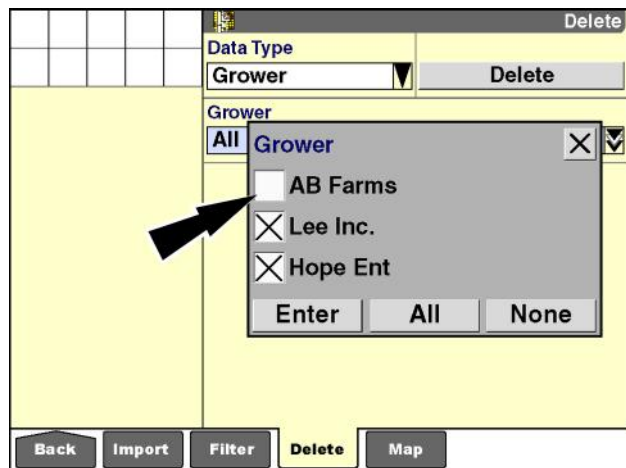 Delete
Data Type
Grower
Delete
Grower
All
Grower
AB Farms
Lee Inc.
Hope Ent
Enter All None
Back Import Filter Delete Map